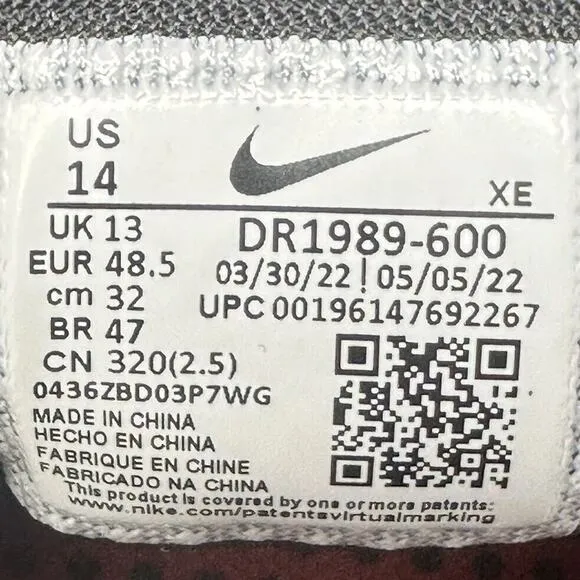 US
14
XE
UK 13
EUR 48.5
cm 32
BR 47
CN 320(2.5)
DR1989-600
03/30/22 | 05/05/22
UPC 00196147692267
0436ZBD03P7WG
MADE IN CHINA
HECHO EN CHINA
FABRIQUE EN CHINE
FABRICADO NA CHINA
This product is covered by one or more patents:
www.nike.com/patentsvirtualmarking